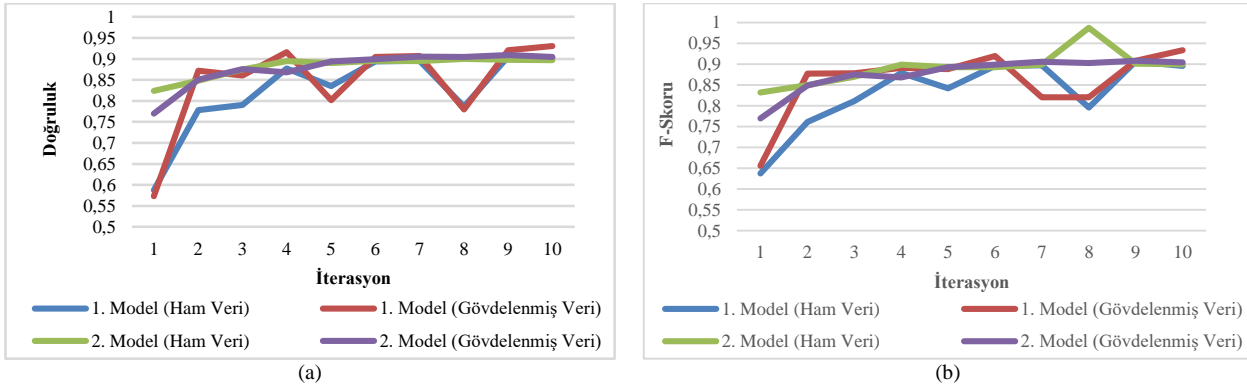 1
0,95
0,9
0,85
0,8
0,75
0,7
0,65
0,6
0,55
0,5
Doğruluk
1 2 3 4 5 6 7 8 9 10
İterasyon
1. Model (Ham Veri) 1. Model (Gövdelenmiş Veri)
2. Model (Ham Veri) 2. Model (Gövdelenmiş Veri)
(a)
1
0,95
0,9
0,85
0,8
0,75
0,7
0,65
0,6
0,55
0,5
F-Skoru
1 2 3 4 5 6 7 8 9 10
İterasyon
1. Model (Ham Veri) 1. Model (Gövdelenmiş Veri)
2. Model (Ham Veri) 2. Model (Gövdelenmiş Veri)
(b)